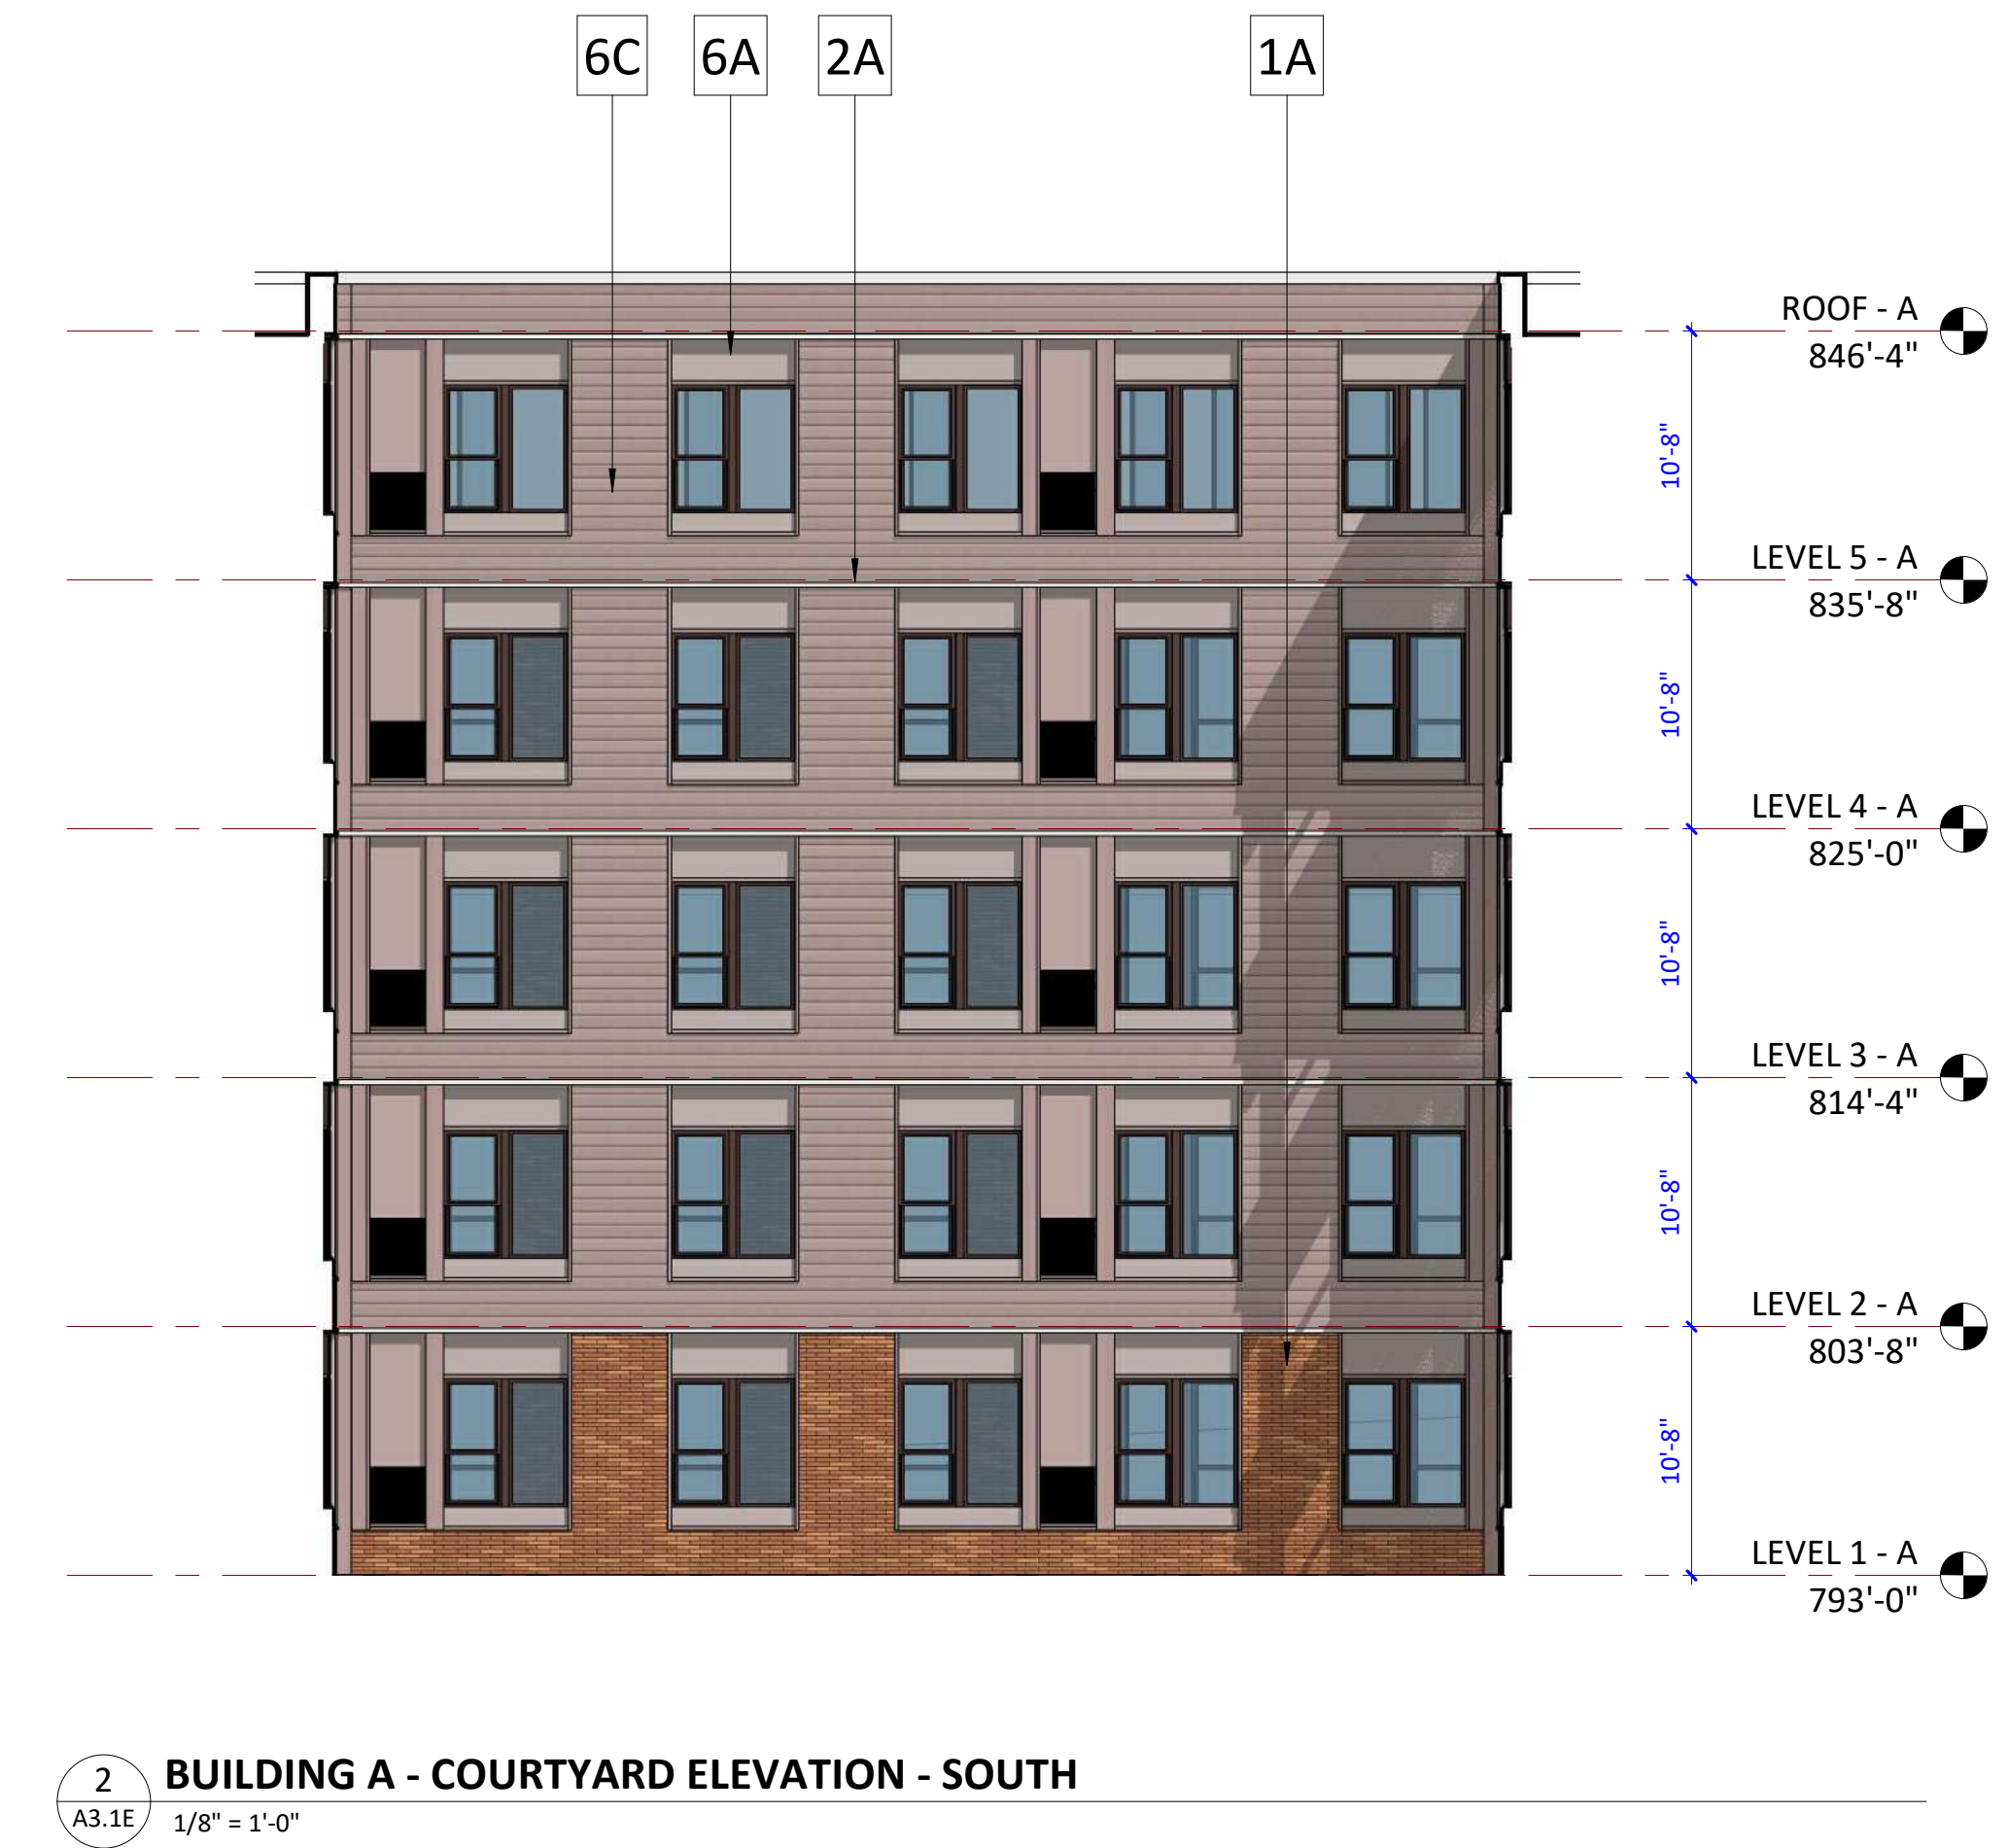 6C 6A 2A 1A
ROOF - A
846'-4"
10'-8"
LEVEL 5 - A
835'-8"
10'-8"
LEVEL 4 - A
825'-0"
10'-8"
LEVEL 3 - A
814'-4"
10'-8"
LEVEL 2 - A
803'-8"
10'-8"
LEVEL 1 - A
793'-0"
2
A3.1E
BUILDING A - COURTYARD ELEVATION - SOUTH
1/8" = 1'-0"